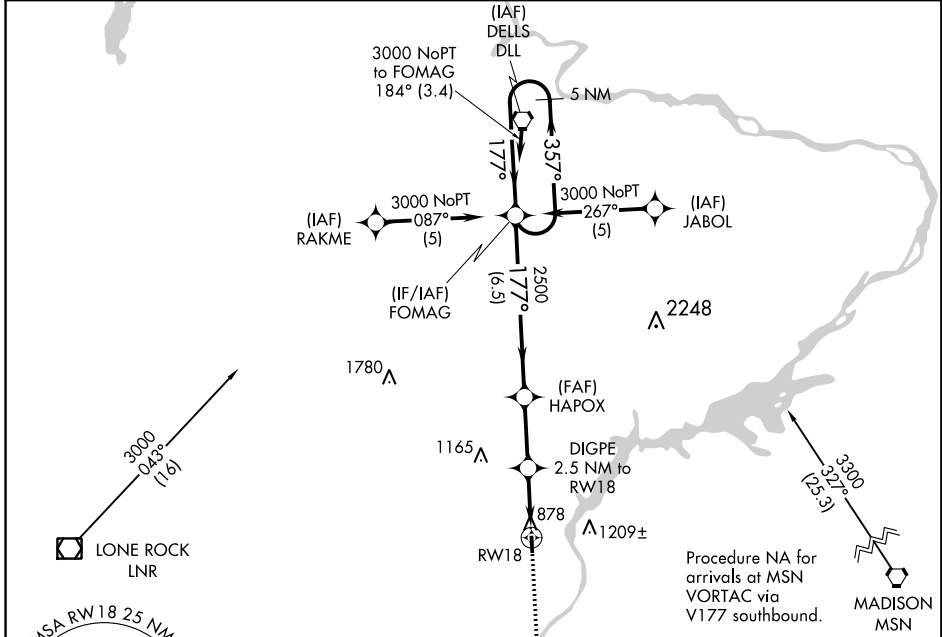 (IAF)
DELLS
DLL
3000 NoPT
to FOMAG
184° (3.4)
5 NM
177°
357°
3000 NoPT
087°
(5)
(IAF)
RAKME
3000 NoPT
267°
(5)
(IAF)
JABOL
(IF/IAF)
FOMAG
2500
177°
(6.5)
2248
1780
(FAF)
HAPOX
1165
DIGPE
2.5 NM to
RW18
878
RW18
1209±
3000
043°
(16)
LONE ROCK
LNR
3300
327°
(25.3)
Procedure NA for
arrivals at MSN
VORTAC via
V177 southbound.
MADISON
MSN
MSA RW18 25 NM